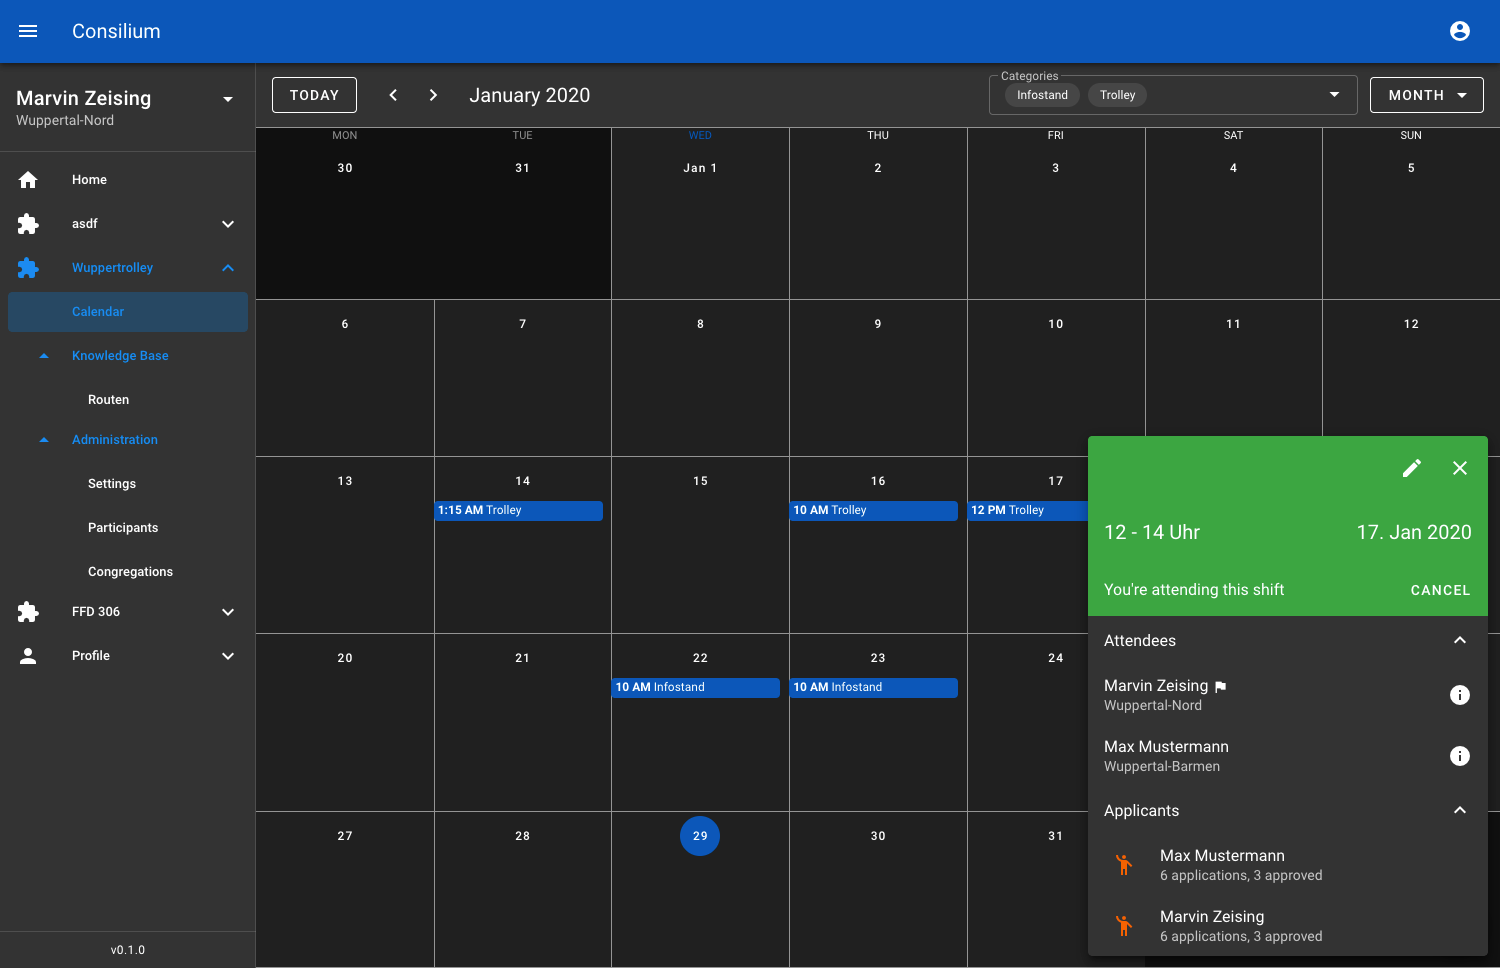 Consilium
Marvin Zeising
Wuppertal-Nord
Home
asdf
Wuppertrolley
Calendar
Knowledge Base
Routen
Administration
Settings
Participants
Congregations
FFD 306
Profile
v0.1.0
TODAY
January 2020
Categories
Infostand Trolley
MONTH
MON TUE WED THU FRI SAT SUN
30 31 Jan 1 2 3 4 5
6 7 8 9 10 11 12
13 14 15 16 17
1:15 AM Trolley 10 AM Trolley 12 PM Trolley
20 21 22 23 24
10 AM Infostand 10 AM Infostand
27 28 29 30 31
12 - 14 Uhr 17. Jan 2020
You're attending this shift CANCEL
Attendees
Marvin Zeising
Wuppertal-Nord
Max Mustermann
Wuppertal-Barmen
Applicants
Max Mustermann
6 applications, 3 approved
Marvin Zeising
6 applications, 3 approved